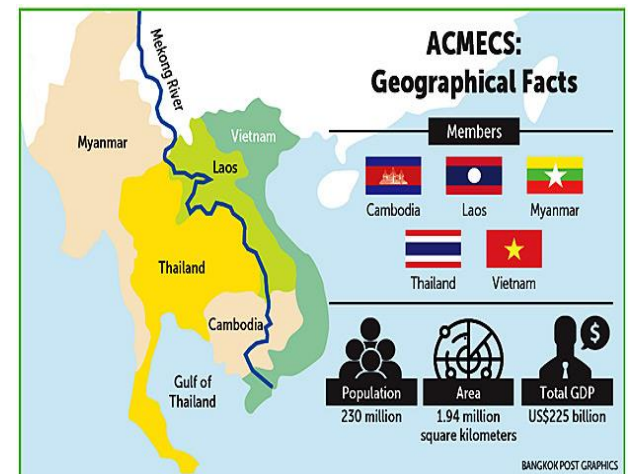 ACMECS:
Geographical Facts
Mekong River
Myanmar
Vietnam
Laos
Thailand
Cambodia
Gulf of
Thailand
Members
Cambodia
Laos
Myanmar
Thailand
Vietnam
Population
230 million
Area
1.94 million
square kilometers
$
Total GDP
US$225 billion
BANGKOK POST GRAPHICS